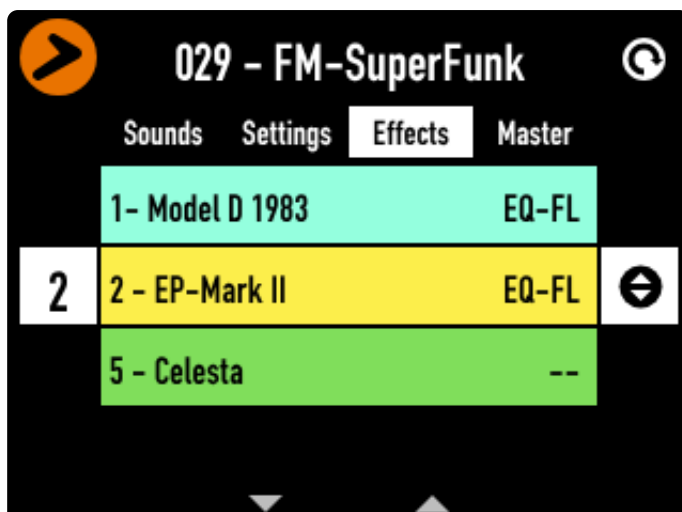 029 - FM-SuperFunk
Sounds Settings Effects Master
1- Model D 1983 EQ-FL
2 2 - EP-Mark II EQ-FL
5 - Celesta --